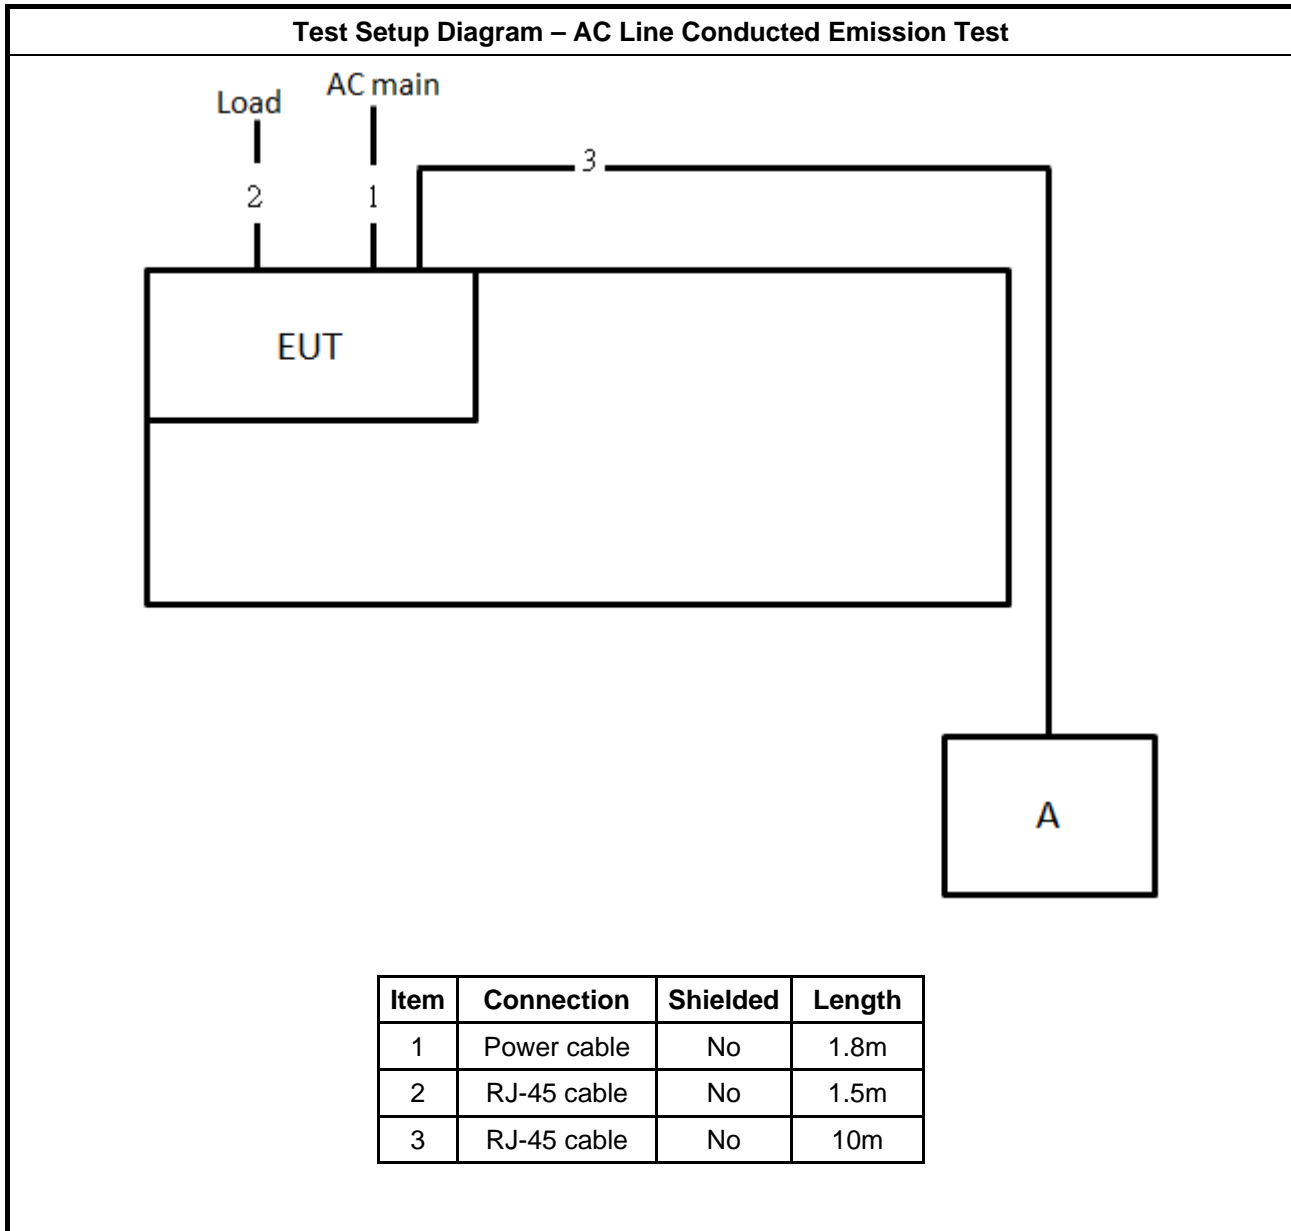 Test Setup Diagram – AC Line Conducted Emission Test
Load
AC main
3
2
1
EUT
A
Item Connection Shielded Length
1 Power cable No 1.8m
2 RJ-45 cable No 1.5m
3 RJ-45 cable No 10m